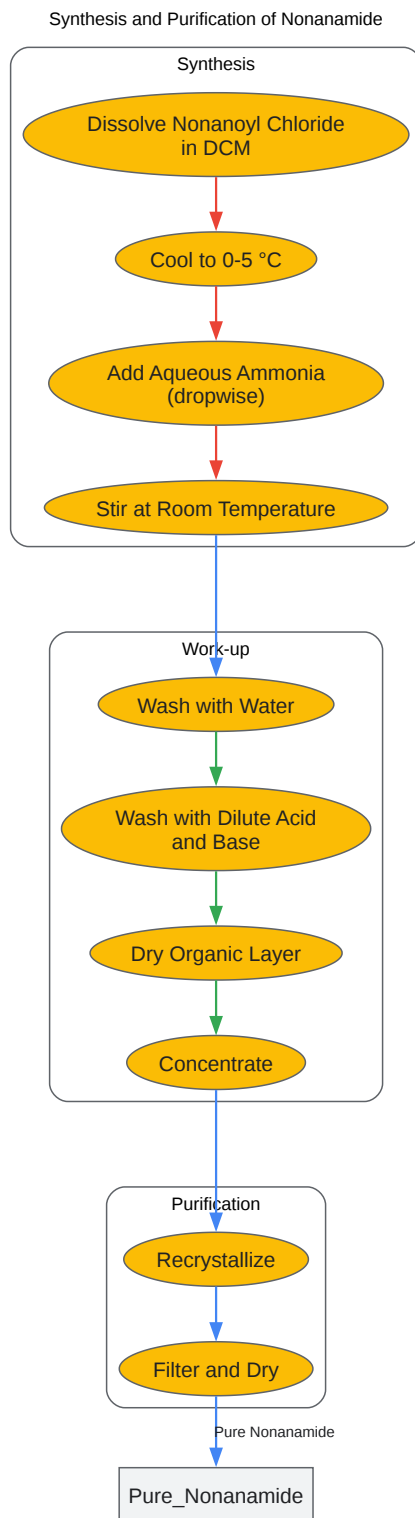 Synthesis and Purification of Nonanamide
Synthesis
Dissolve Nonanoyl Chloride
in DCM
Cool to 0-5 °C
Add Aqueous Ammonia
(dropwise)
Stir at Room Temperature
Work-up
Wash with Water
Wash with Dilute Acid
and Base
Dry Organic Layer
Concentrate
Purification
Recrystallize
Filter and Dry
Pure Nonanamide
Pure_Nonanamide